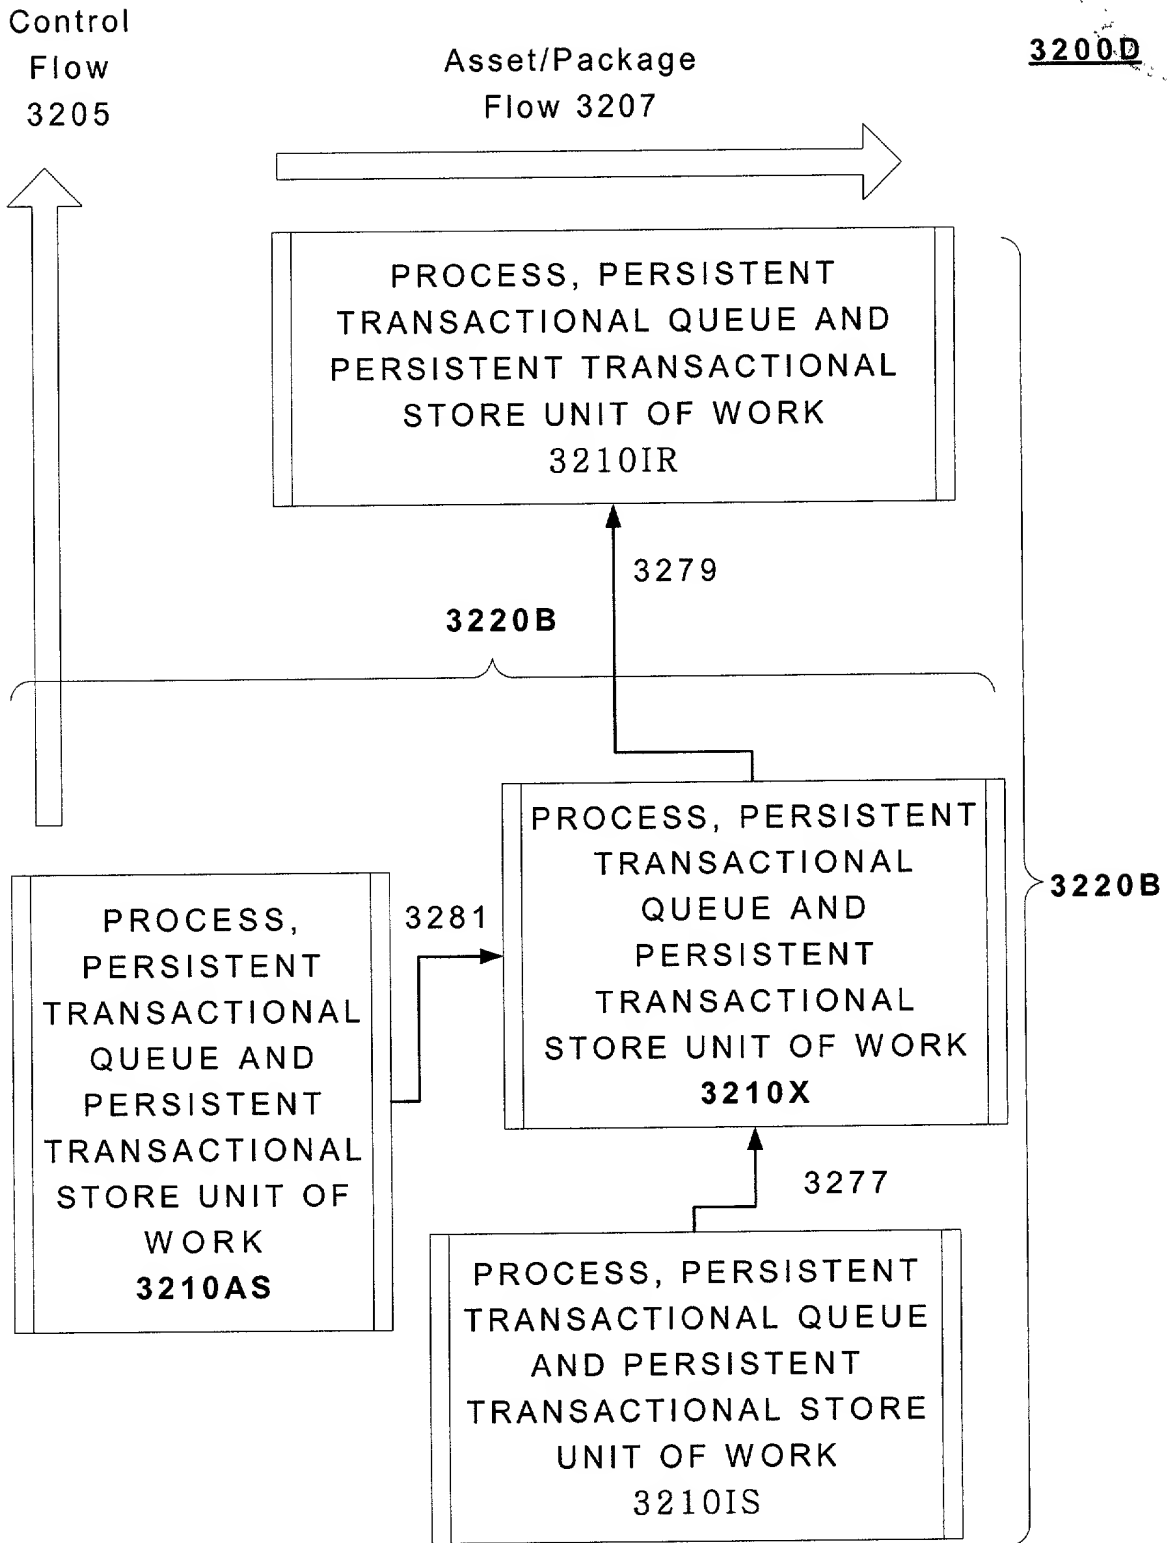 Control
Flow
3205
Asset/Package
Flow 3207
3200D
PROCESS, PERSISTENT
TRANSACTIONAL QUEUE AND
PERSISTENT TRANSACTIONAL
STORE UNIT OF WORK
3210IR
3279
3220B
PROCESS, PERSISTENT
TRANSACTIONAL
QUEUE AND
PERSISTENT
TRANSACTIONAL
STORE UNIT OF WORK
3210X
3220B
3281
PROCESS,
PERSISTENT
TRANSACTIONAL
QUEUE AND
PERSISTENT
TRANSACTIONAL
STORE UNIT OF
WORK
3210AS
3277
PROCESS, PERSISTENT
TRANSACTIONAL QUEUE
AND PERSISTENT
TRANSACTIONAL STORE
UNIT OF WORK
3210IS